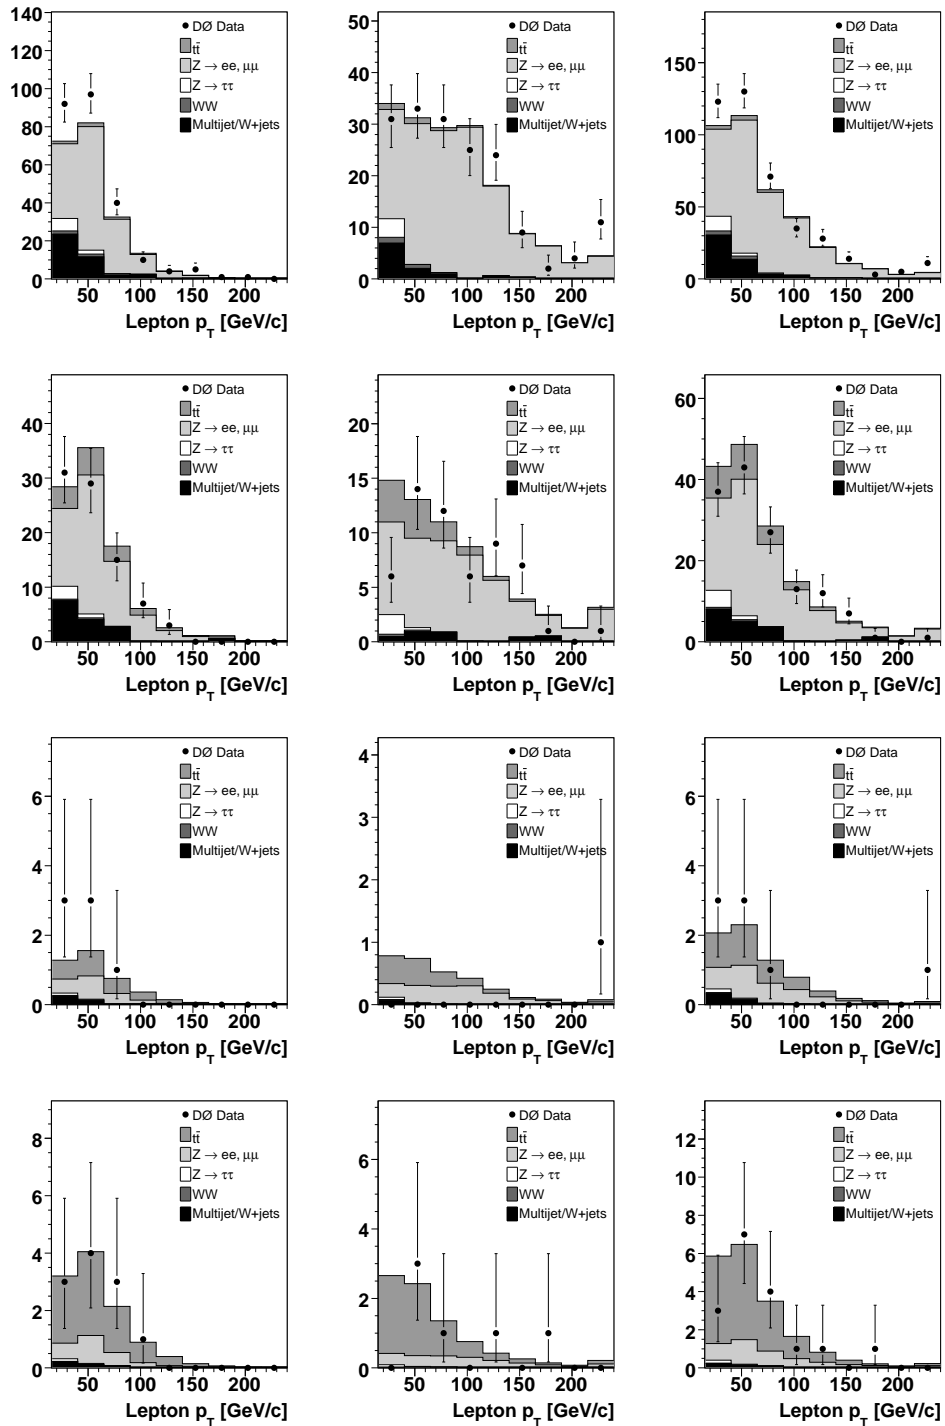 140
120
100
80
60
40
20
0
DØ Data
tt̄
Z → ee, μμ
Z → ττ
WW
Multijet/W+jets
50 100 150 200
Lepton p_T [GeV/c]
50
40
30
20
10
0
DØ Data
tt̄
Z → ee, μμ
Z → ττ
WW
Multijet/W+jets
50 100 150 200
Lepton p_T [GeV/c]
150
100
50
0
DØ Data
tt̄
Z → ee, μμ
Z → ττ
WW
Multijet/W+jets
50 100 150 200
Lepton p_T [GeV/c]
40
30
20
10
0
DØ Data
tt̄
Z → ee, μμ
Z → ττ
WW
Multijet/W+jets
50 100 150 200
Lepton p_T [GeV/c]
20
15
10
5
0
DØ Data
tt̄
Z → ee, μμ
Z → ττ
WW
Multijet/W+jets
50 100 150 200
Lepton p_T [GeV/c]
60
40
20
0
DØ Data
tt̄
Z → ee, μμ
Z → ττ
WW
Multijet/W+jets
50 100 150 200
Lepton p_T [GeV/c]
6
4
2
0
DØ Data
tt̄
Z → ee, μμ
Z → ττ
WW
Multijet/W+jets
50 100 150 200
Lepton p_T [GeV/c]
4
3
2
1
0
DØ Data
tt̄
Z → ee, μμ
Z → ττ
WW
Multijet/W+jets
50 100 150 200
Lepton p_T [GeV/c]
6
4
2
0
DØ Data
tt̄
Z → ee, μμ
Z → ττ
WW
Multijet/W+jets
50 100 150 200
Lepton p_T [GeV/c]
8
6
4
2
0
DØ Data
tt̄
Z → ee, μμ
Z → ττ
WW
Multijet/W+jets
50 100 150 200
Lepton p_T [GeV/c]
6
4
2
0
DØ Data
tt̄
Z → ee, μμ
Z → ττ
WW
Multijet/W+jets
50 100 150 200
Lepton p_T [GeV/c]
12
10
8
6
4
2
0
DØ Data
tt̄
Z → ee, μμ
Z → ττ
WW
Multijet/W+jets
50 100 150 200
Lepton p_T [GeV/c]